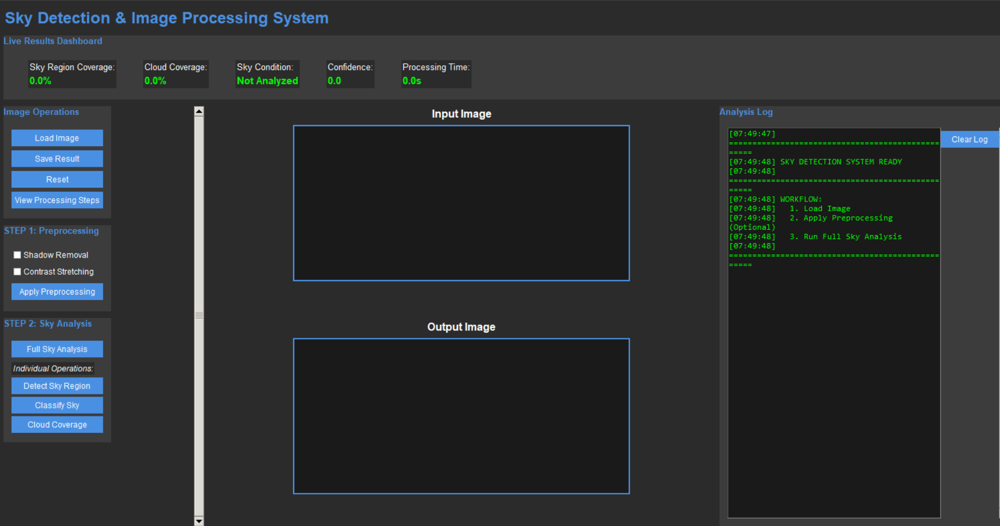 Sky Detection & Image Processing System
Live Results Dashboard
Sky Region Coverage:
0.0%
Cloud Coverage:
0.0%
Sky Condition:
Not Analyzed
Confidence:
0.0
Processing Time:
0.0s
Image Operations
Load Image
Save Result
Reset
View Processing Steps
STEP 1: Preprocessing
Shadow Removal
Contrast Stretching
Apply Preprocessing
STEP 2: Sky Analysis
Full Sky Analysis
Individual Operations:
Detect Sky Region
Classify Sky
Cloud Coverage
Input Image
Output Image
Analysis Log
[07:49:47]
=============================================
=====
[07:49:48] SKY DETECTION SYSTEM READY
[07:49:48]
=============================================
=====
[07:49:48] WORKFLOW:
[07:49:48]   1. Load Image
[07:49:48]   2. Apply Preprocessing
(Optional)
[07:49:48]   3. Run Full Sky Analysis
[07:49:48]
=============================================
=====
Clear Log